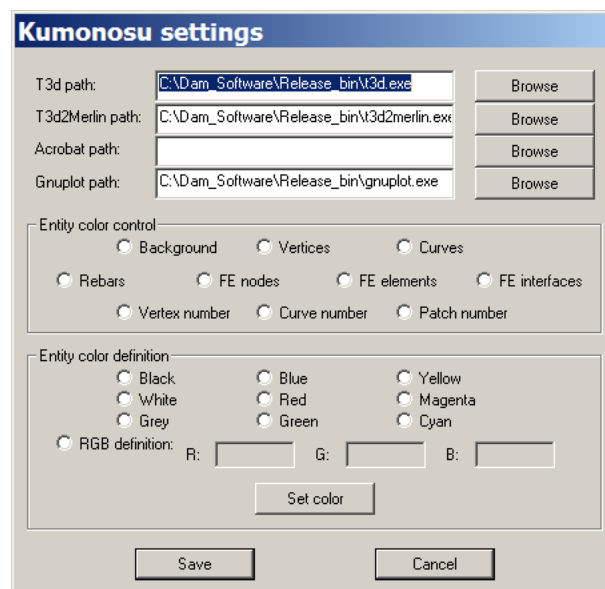 Kumonosu settings
T3d path: C:\Dam_Software\Release_bin\t3d.exe Browse
T3d2Merlin path: C:\Dam_Software\Release_bin\t3d2merlin.exe Browse
Acrobat path: Browse
Gnuplot path: C:\Dam_Software\Release_bin\gnuplot.exe Browse
Entity color control
Background Vertices Curves
Rebars FE nodes FE elements FE interfaces
Vertex number Curve number Patch number
Entity color definition
Black Blue Yellow
White Red Magenta
Grey Green Cyan
RGB definition: R: G: B:
Set color
Save Cancel